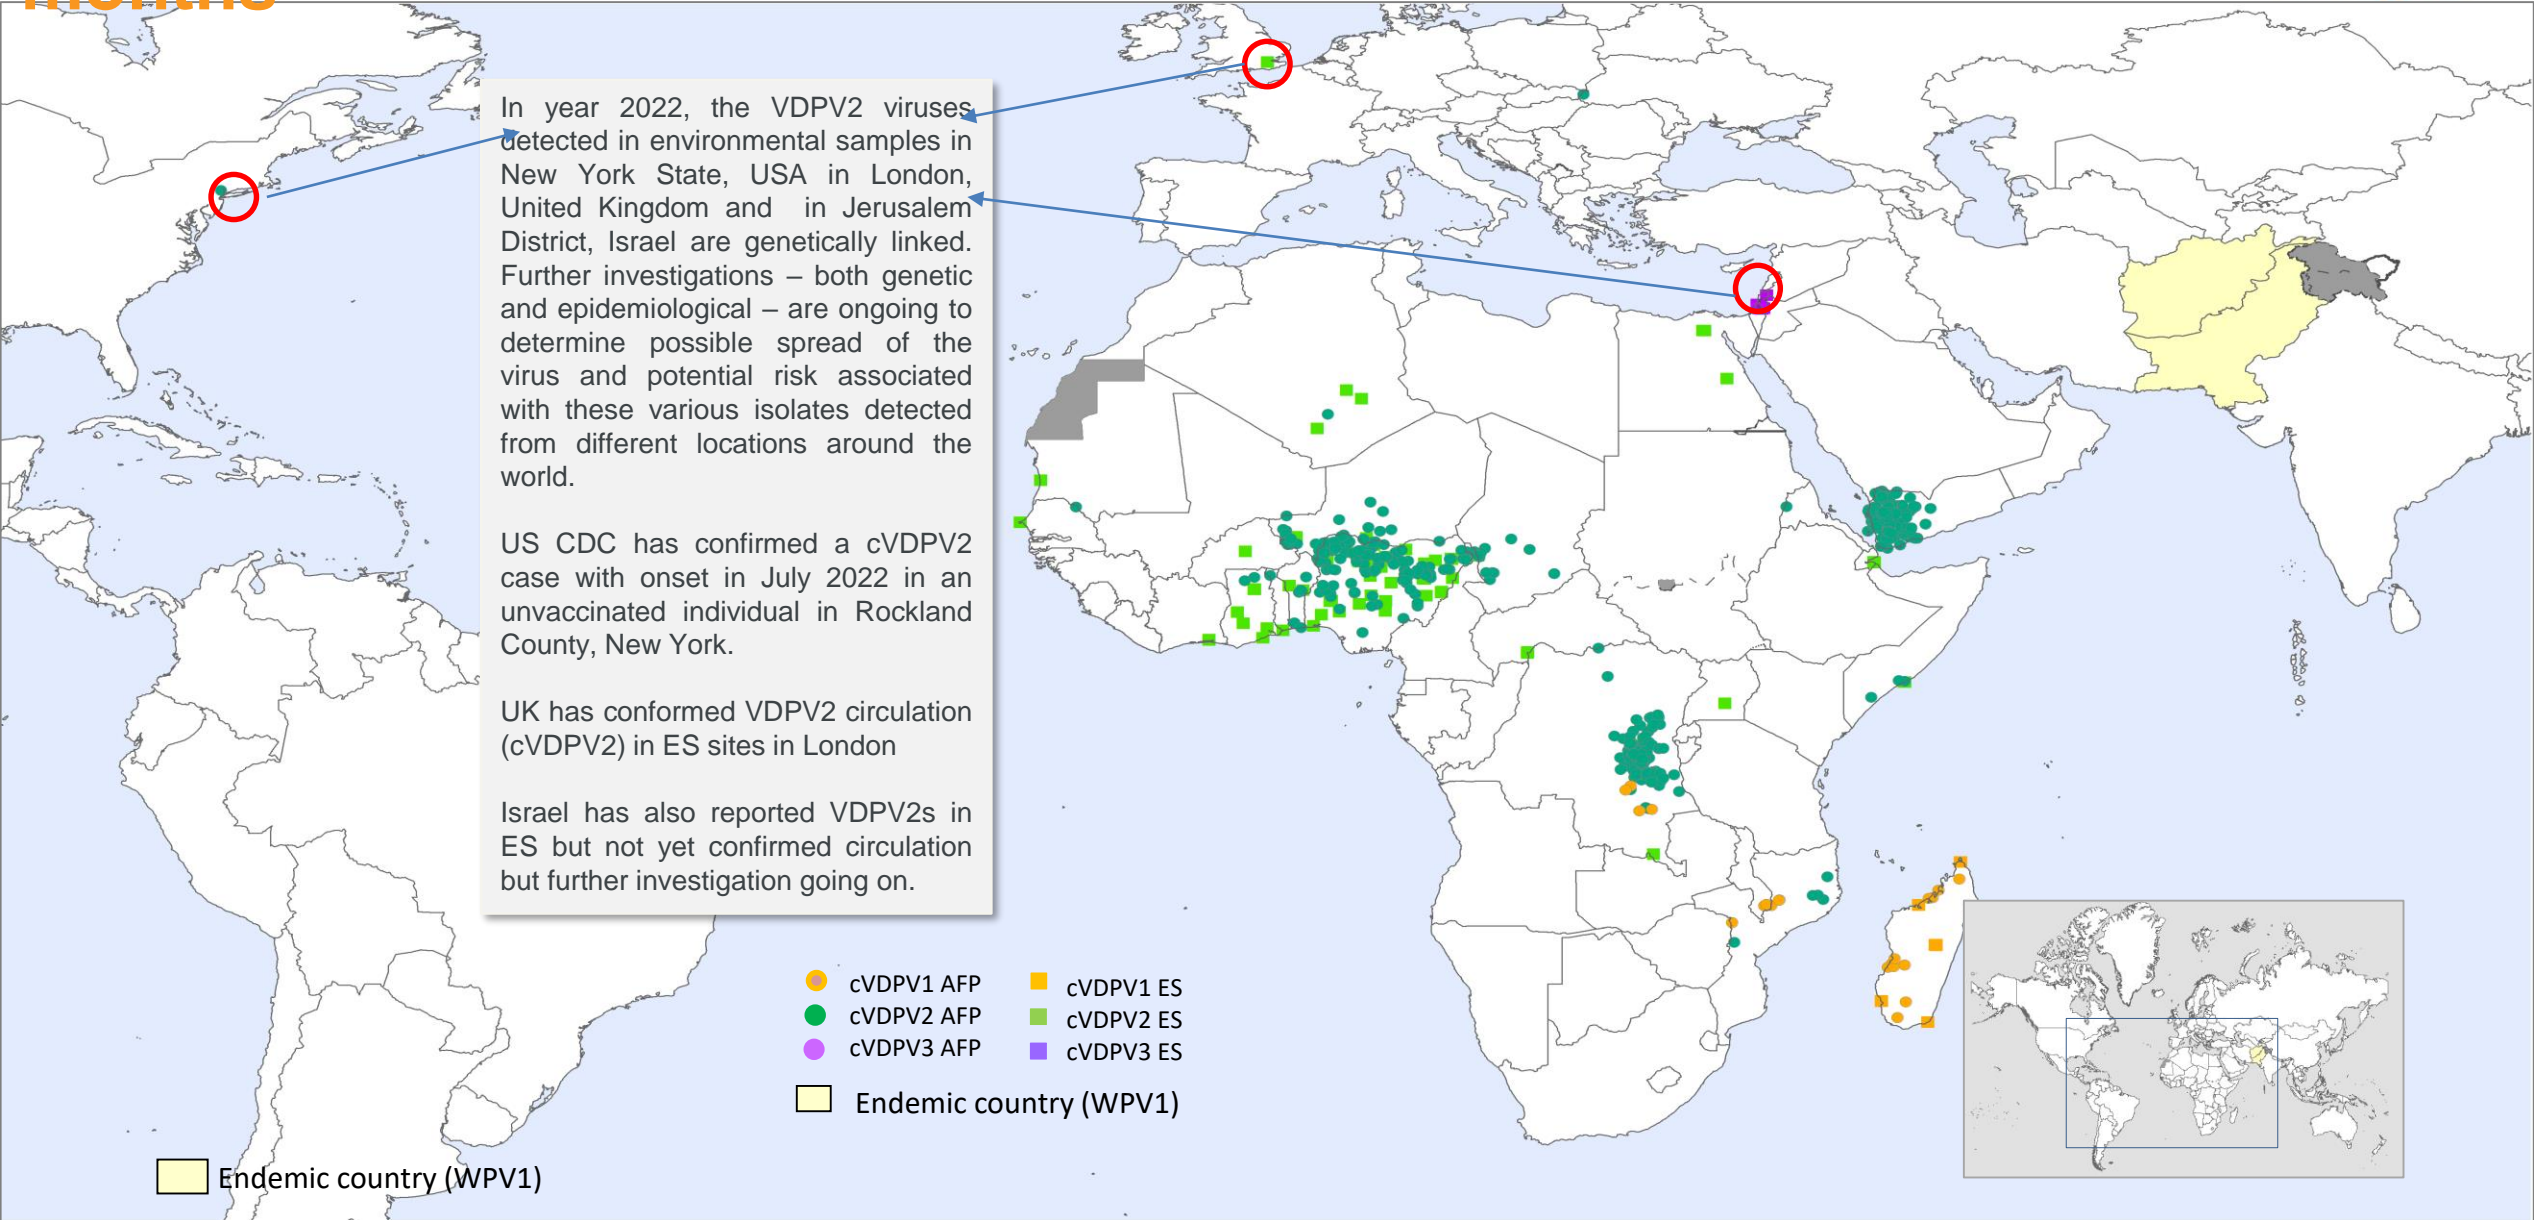 months
In year 2022, the VDPV2 viruses
detected in environmental samples in
New York State, USA in London,
United Kingdom and in Jerusalem
District, Israel are genetically linked.
Further investigations – both genetic
and epidemiological – are ongoing to
determine possible spread of the
virus and potential risk associated
with these various isolates detected
from different locations around the
world.
US CDC has confirmed a cVDPV2
case with onset in July 2022 in an
unvaccinated individual in Rockland
County, New York.
UK has conformed VDPV2 circulation
(cVDPV2) in ES sites in London
Israel has also reported VDPV2s in
ES but not yet confirmed circulation
but further investigation going on.
cVDPV1 AFP
cVDPV2 AFP
cVDPV3 AFP
cVDPV1 ES
cVDPV2 ES
cVDPV3 ES
Endemic country (WPV1)
Endemic country (WPV1)